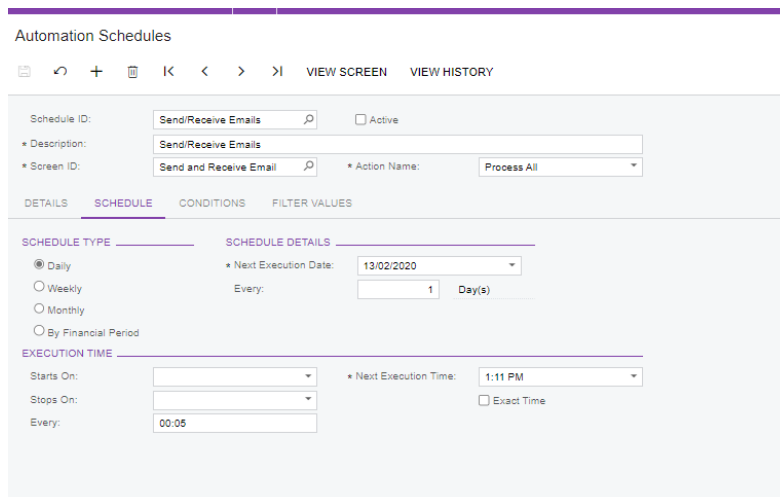 Automation Schedules
VIEW SCREEN VIEW HISTORY
Schedule ID: Send/Receive Emails Active
* Description: Send/Receive Emails
* Screen ID: Send and Receive Email * Action Name: Process All
DETAILS SCHEDULE CONDITIONS FILTER VALUES
SCHEDULE TYPE SCHEDULE DETAILS
Daily * Next Execution Date: 13/02/2020
Weekly Every: 1 Day(s)
Monthly
By Financial Period
EXECUTION TIME
Starts On: * Next Execution Time: 1:11 PM
Stops On: Exact Time
Every: 00:05